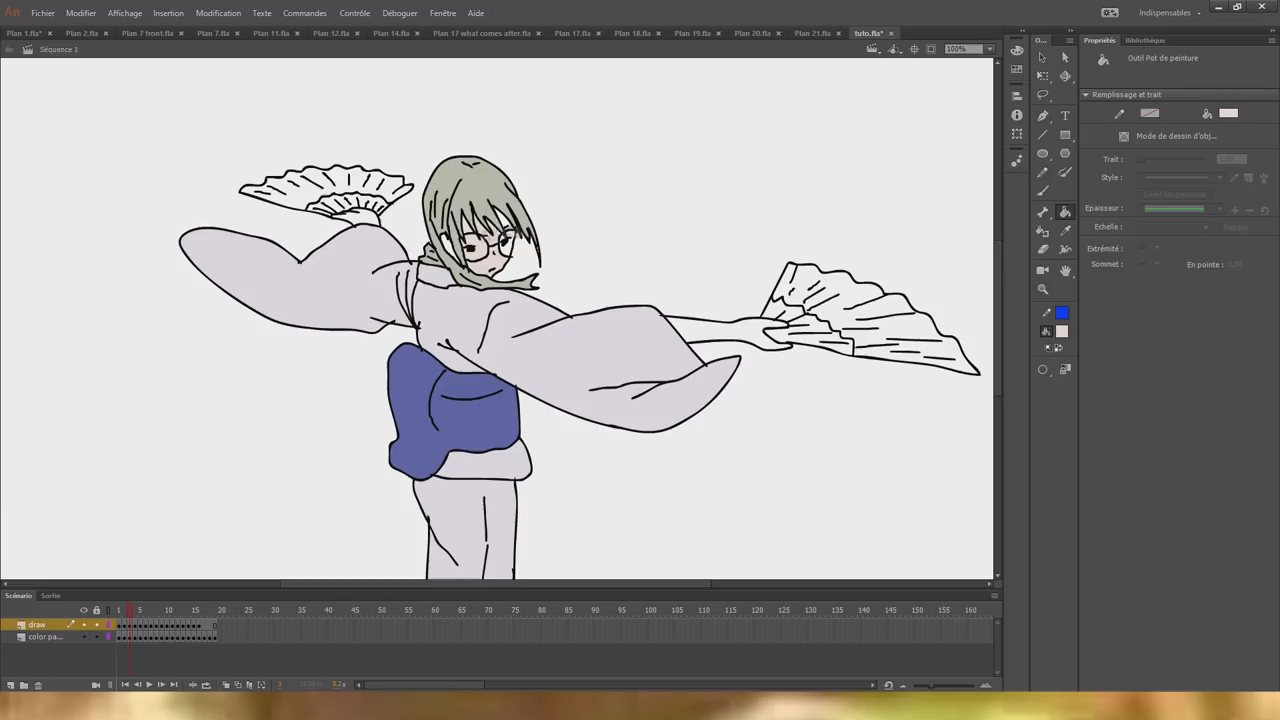 An Fichier Modifier Affichage Insertion Modification Texte Commandes Contrôle Déboguer Fenêtre Aide Indispensables
Plan 1.fla* Plan 2.fla Plan 7 front.fla Plan 7.fla Plan 11.fla Plan 12.fla Plan 14.fla Plan 17 what comes after.fla Plan 17.fla Plan 18.fla Plan 19.fla Plan 20.fla Plan 21.fla tuto.fla*
Séquence 1 100%
O... Propriétés Bibliothèque
Outil Pot de peinture
Remplissage et trait
Mode de dessin d'obj...
Trait :
Style :
Epaisseur :
Echelle :
Extrémité :
Sommet : En pointe :
Scénario Sortie
1 5 10 15 20 25 30 35 40 45 50 55 60 65 70 75 80 85 90 95 100 105 110 115 120 125 130 135 140 145 150 155 160
draw
color pa...
3